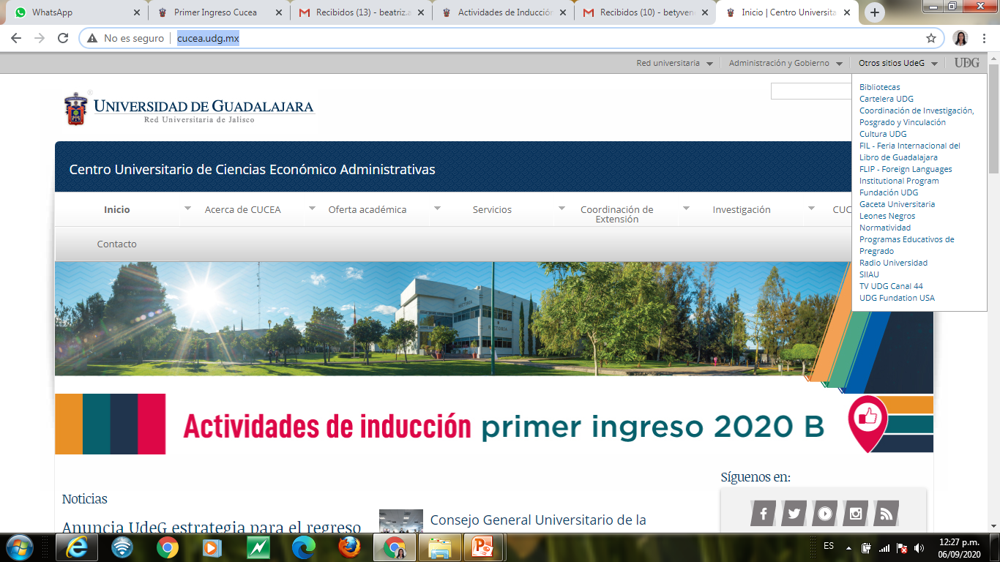 WhatsApp
Primer Ingreso Cucea
Recibidos (13) - beatriz.a
Actividades de Inducción
Recibidos (10) - betyven
Inicio | Centro Universita
No es seguro
cucea.udg.mx
Red universitaria
Administración y Gobierno
Otros sitios UdeG
UDG
Bibliotecas
Cartelera UDG
Coordinación de Investigación,
Posgrado y Vinculación
Cultura UDG
FIL - Feria Internacional del
Libro de Guadalajara
FLIP - Foreign Languages
Institutional Program
Fundación UDG
Gaceta Universitaria
Leones Negros
Normatividad
Programas Educativos de
Pregrado
Radio Universidad
SIIAU
TV UDG Canal 44
UDG Fundation USA
UNIVERSIDAD DE GUADALAJARA
Red Universitaria de Jalisco
Centro Universitario de Ciencias Económico Administrativas
Inicio
Acerca de CUCEA
Oferta académica
Servicios
Coordinación de
Extensión
Investigación
CUC
Contacto
RECTORIA
RECTORIA
Actividades de inducción primer ingreso 2020 B
Síguenos en:
Noticias
Anuncia UdeG estrategia para el regreso
Consejo General Universitario de la
ES
12:27 p.m.
06/09/2020